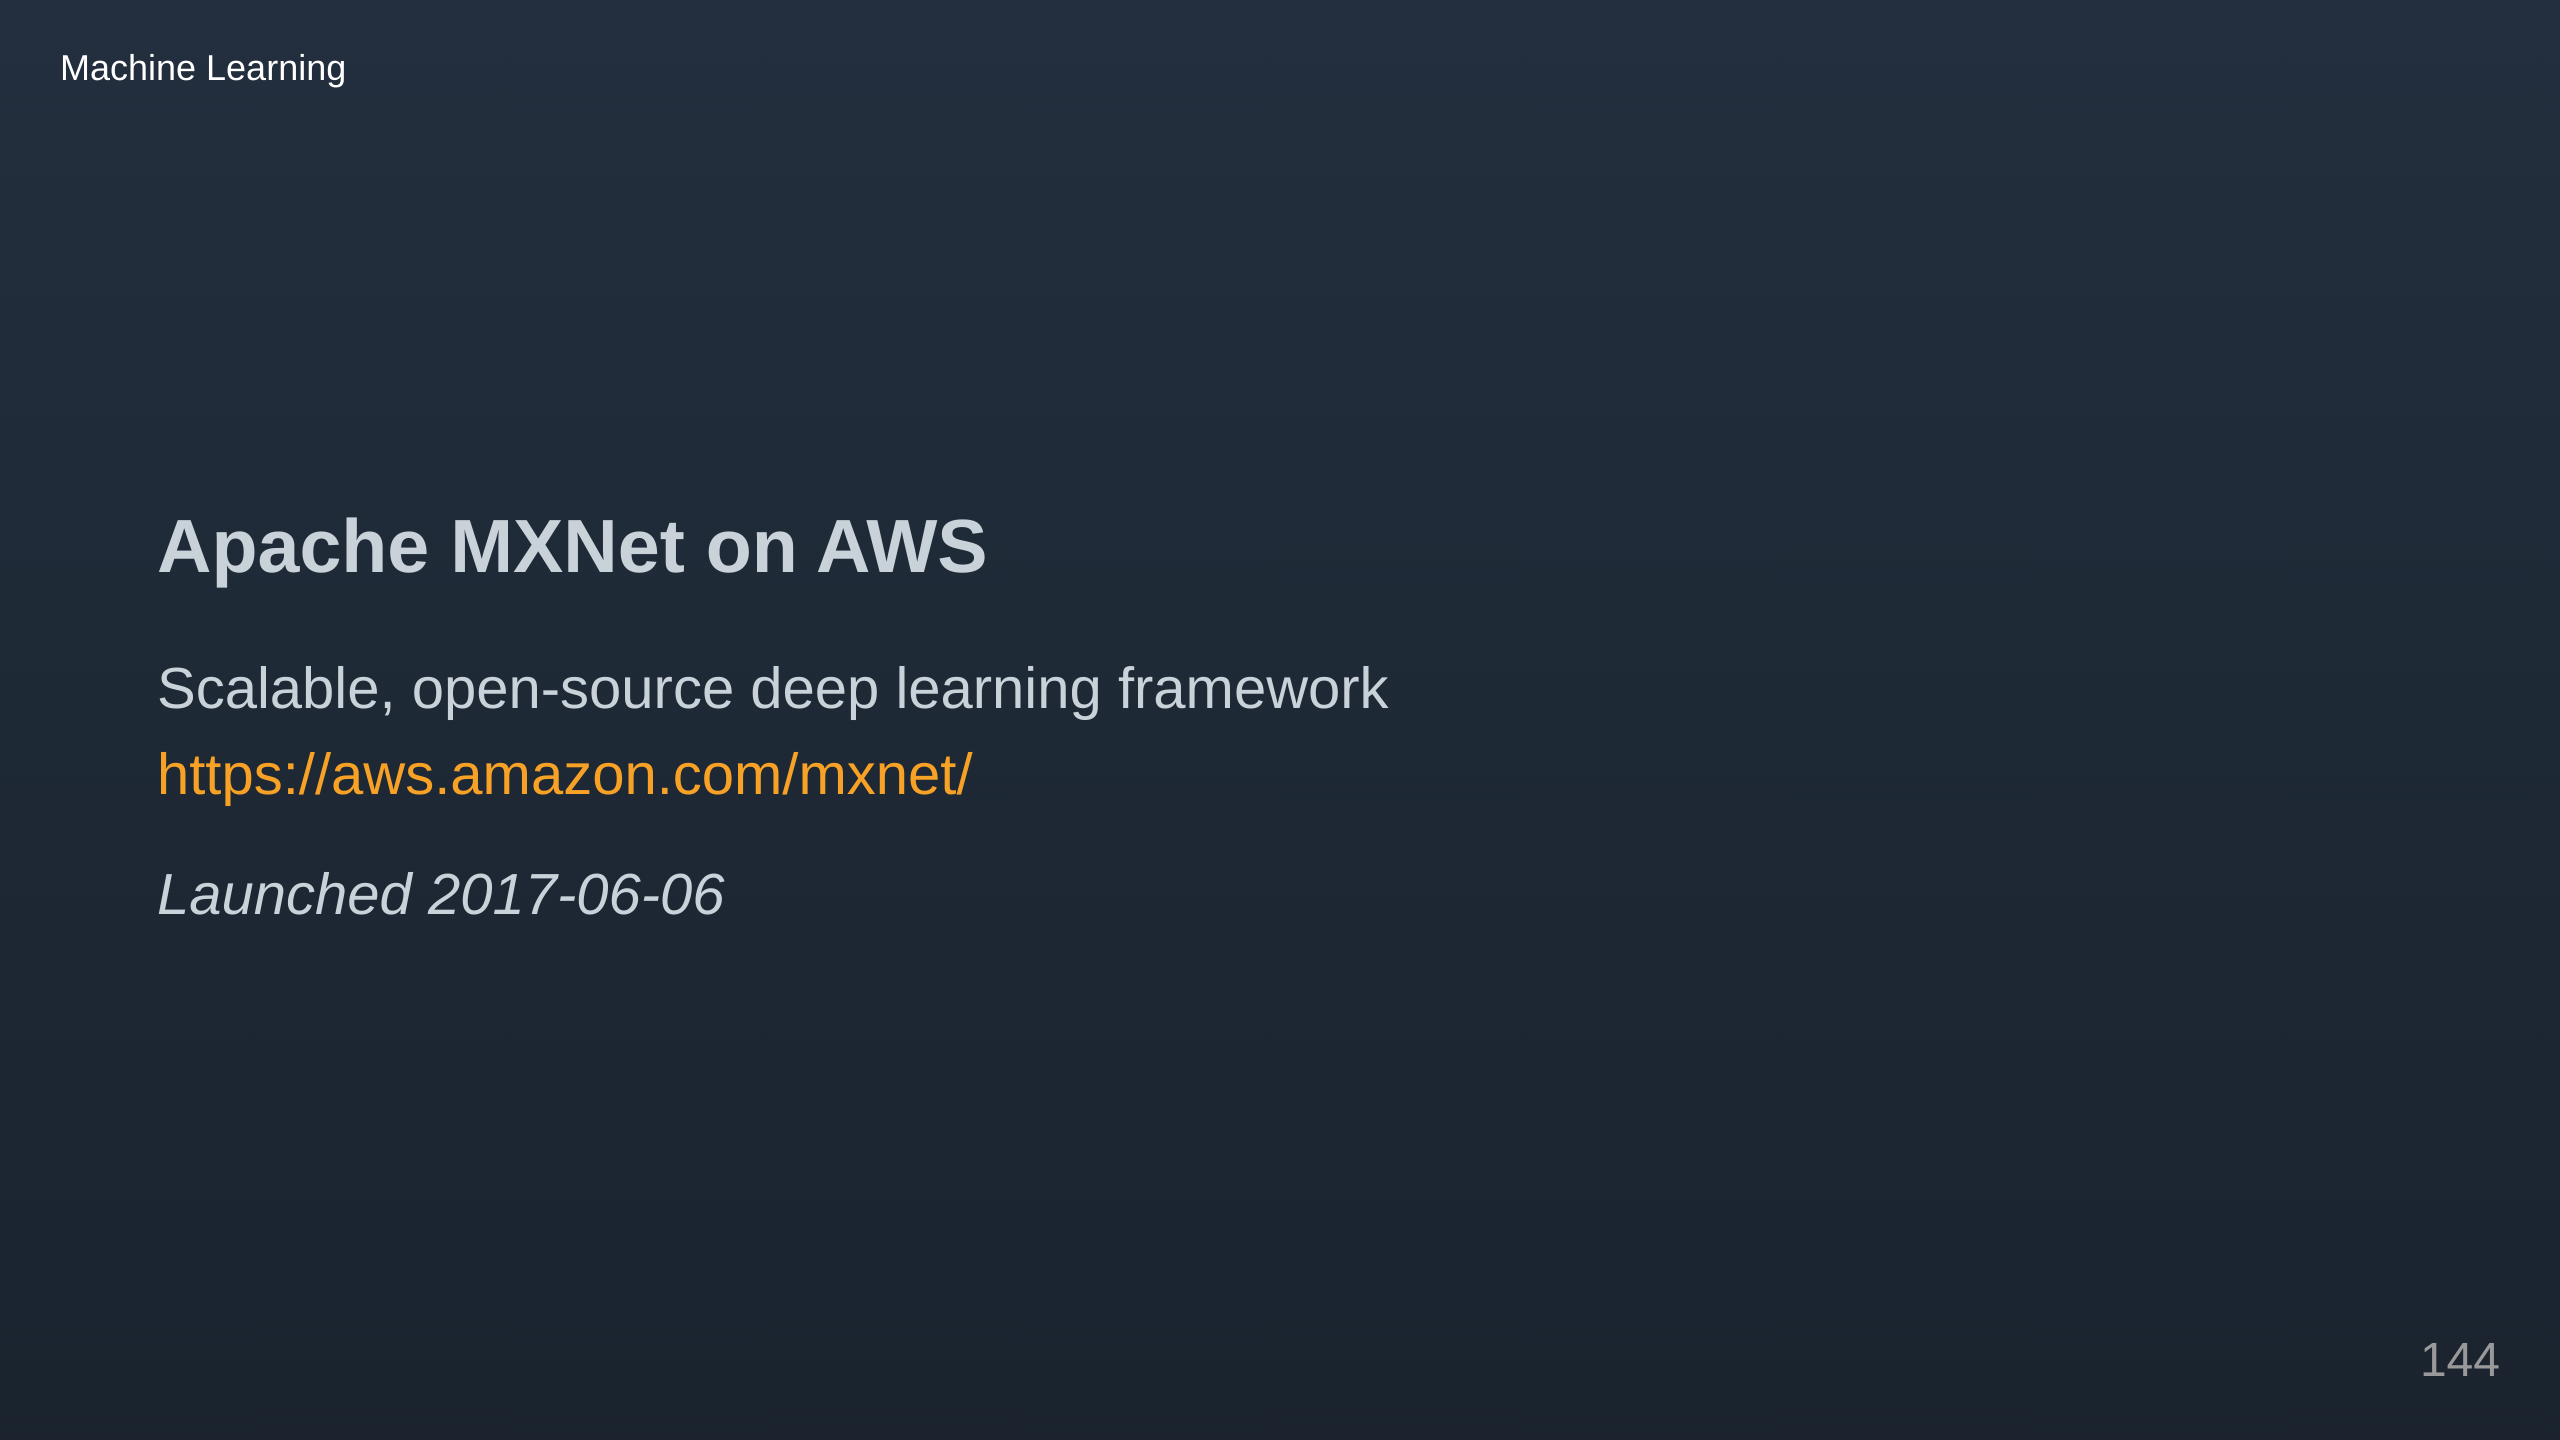 Machine Learning
Apache MXNet on AWS
Scalable, open-source deep learning framework
https://aws.amazon.com/mxnet/
Launched 2017-06-06
144